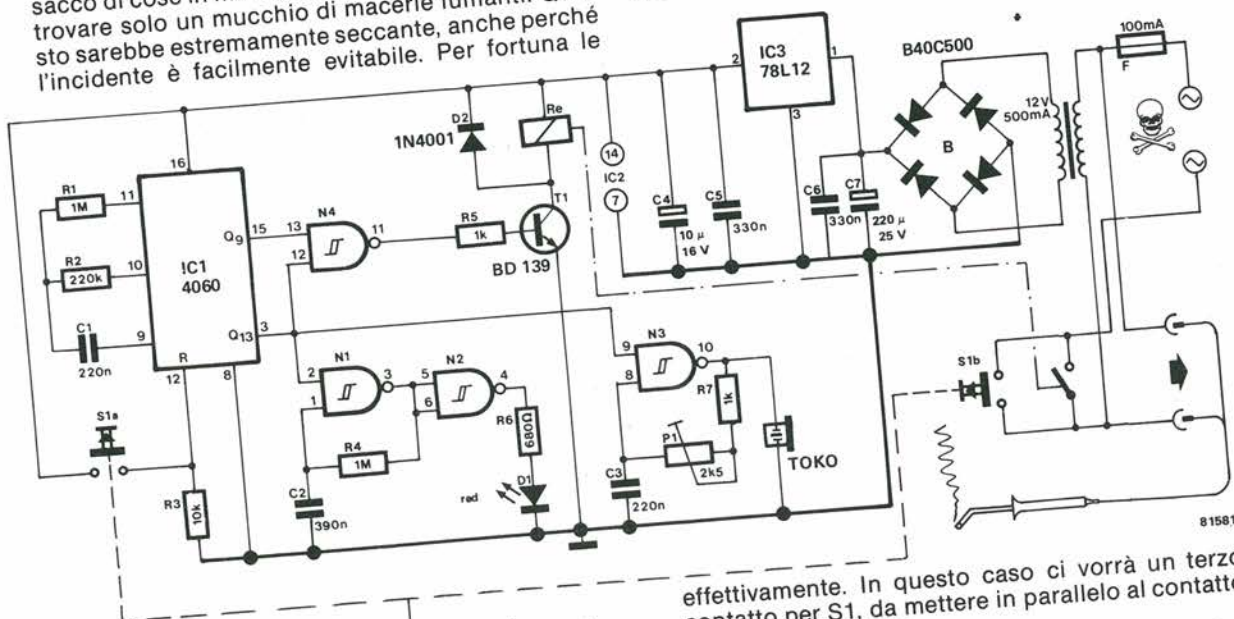 sacco di cose in
trovare solo un mucchio di macerie fumanti.
sto sarebbe estremamente seccante, anche perché
l'incidente è facilmente evitabile. Per fortuna le
100mA
F
B40C500
IC3
78L12
2
1
3
12V
500mA
B
D2
1N4001
Re
14
IC2
7
C4
10 µ
16 V
C5
330n
C6
330n
C7
220 µ
25 V
16
R1
1M
11
R2
220k
10
IC1
4060
C1
220n
9
Q9
15
13
N4
11
12
R5
1k
T1
BD 139
Q13
3
R
12
8
S1a
R3
10k
2
1
N1
3
R4
1M
C2
390n
5
6
N2
4
R6
680Ω
D1
red
9
8
N3
10
R7
1k
P1
2k5
C3
220n
TOKO
S1b
81581
effettivamente. In questo caso ci vorrà un terzo
contatto per S1, da mettere in parallelo al contatto